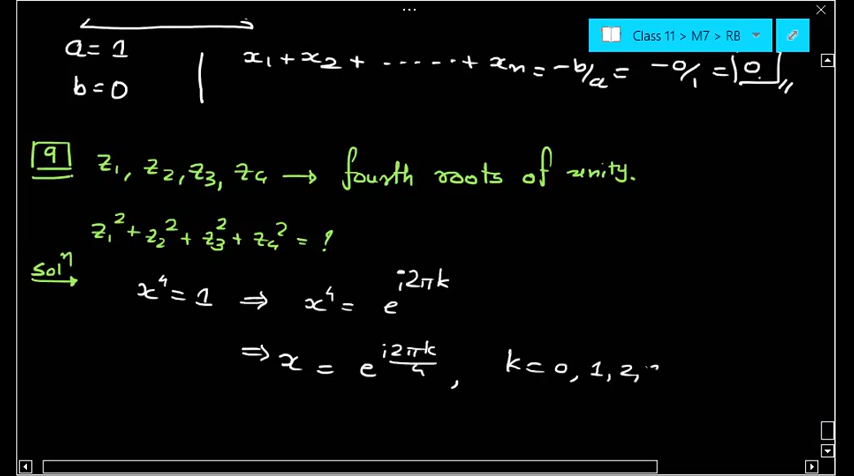 ...
Class 11 > M7 > RB
a = 1
x₁ + x₂ + ...... + xₙ = -b/a = -0/1 = 0 //
b = 0
9 z₁, z₂, z₃, z₄ → fourth roots of unity.
z₁² + z₂² + z₃² + z₄² = ?
Solⁿ
x⁴ = 1 ⇒ x⁴ = e^{i2πk}
⇒ x = e^{i2πk/4}, k = 0, 1, 2,